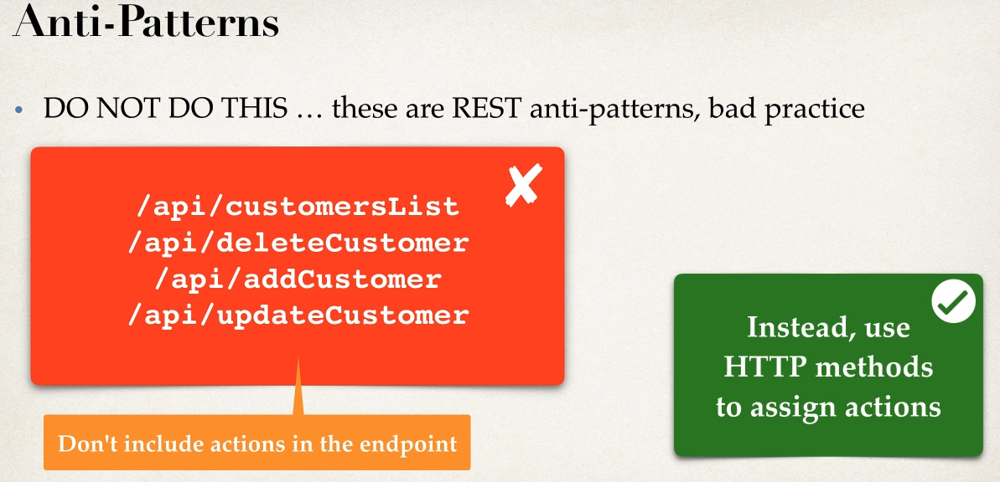 Anti-Patterns
• DO NOT DO THIS … these are REST anti-patterns, bad practice
/api/customersList
/api/deleteCustomer
/api/addCustomer
/api/updateCustomer
Don't include actions in the endpoint
Instead, use
HTTP methods
to assign actions